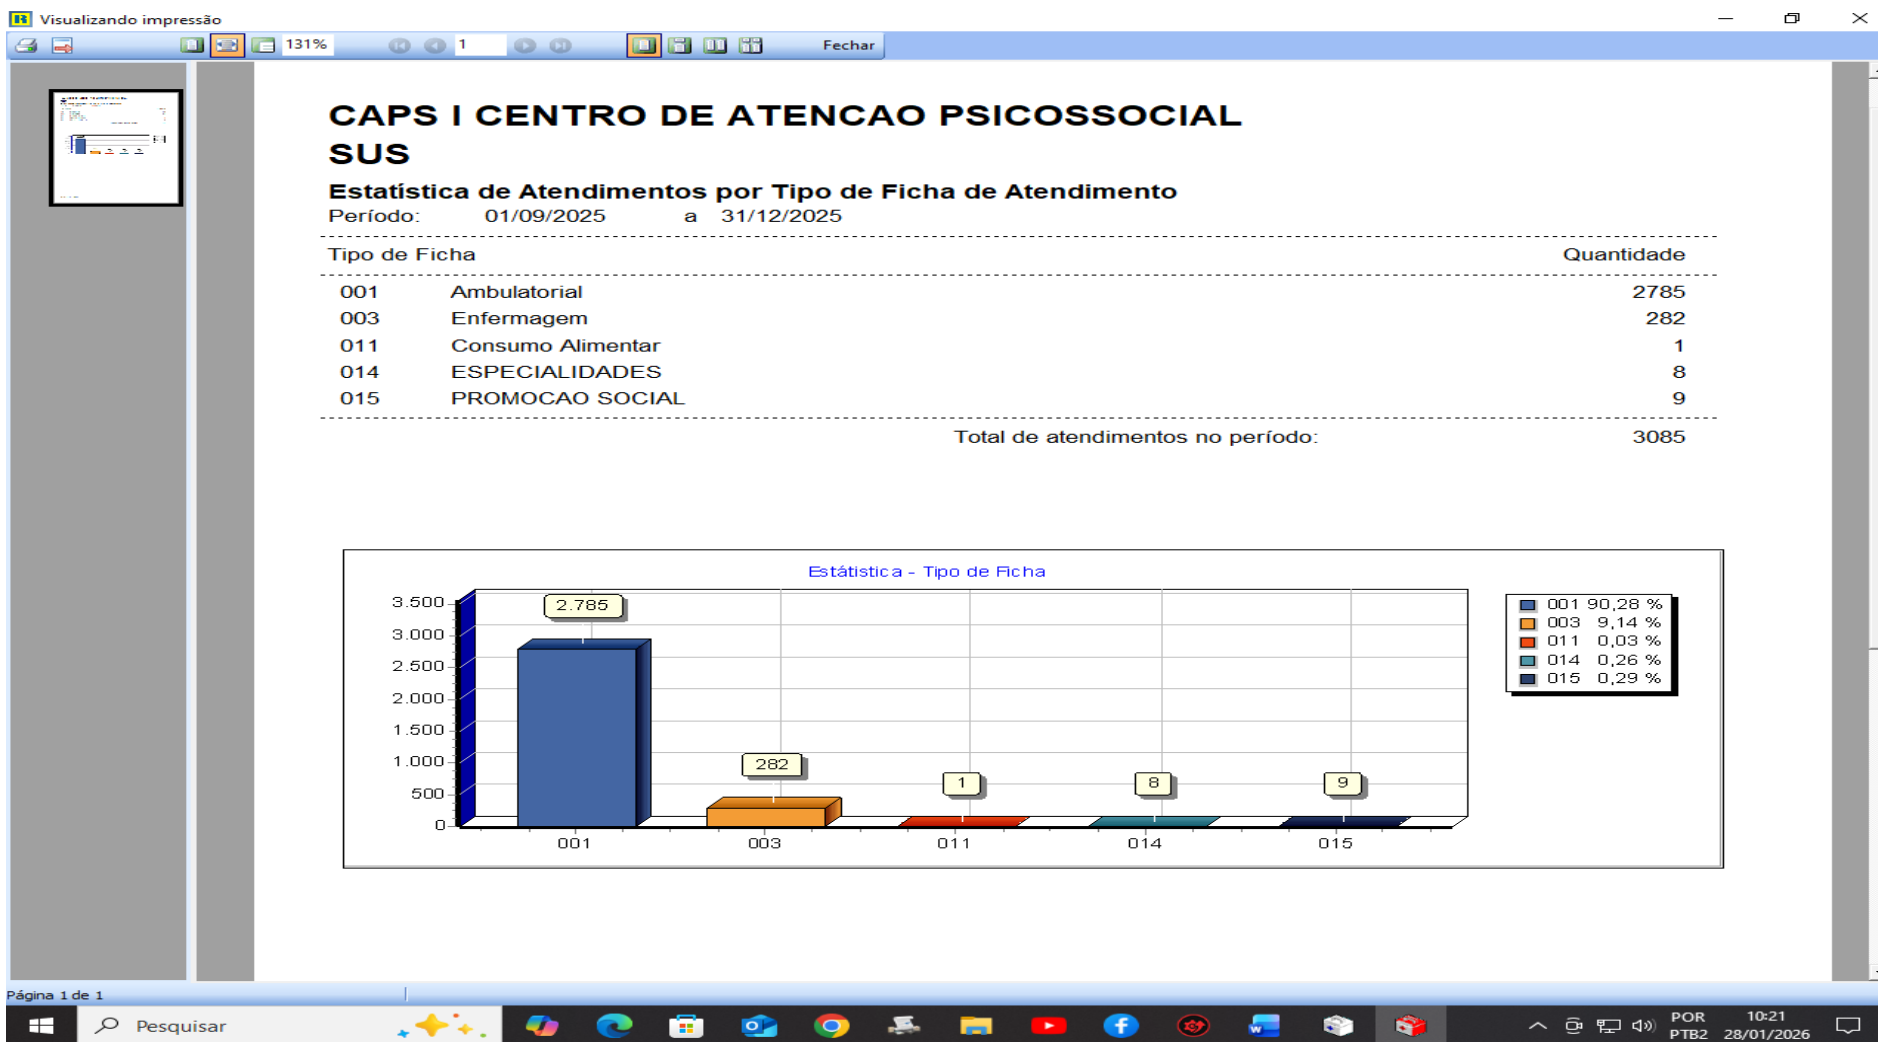 Visualizando impressão
131%
1
Fechar
CAPS I CENTRO DE ATENCAO PSICOSSOCIAL
SUS
Estatística de Atendimentos por Tipo de Ficha de Atendimento
Período: 01/09/2025 a 31/12/2025
Tipo de Ficha Quantidade
001 Ambulatorial 2785
003 Enfermagem 282
011 Consumo Alimentar 1
014 ESPECIALIDADES 8
015 PROMOCAO SOCIAL 9
Total de atendimentos no período: 3085
Estátistica - Tipo de Ficha
3.500
3.000
2.500
2.000
1.500
1.000
500
0
2.785
282
1
8
9
001
003
011
014
015
001 90,28 %
003 9,14 %
011 0,03 %
014 0,26 %
015 0,29 %
Página 1 de 1
Pesquisar
POR
PTB2
10:21
28/01/2026